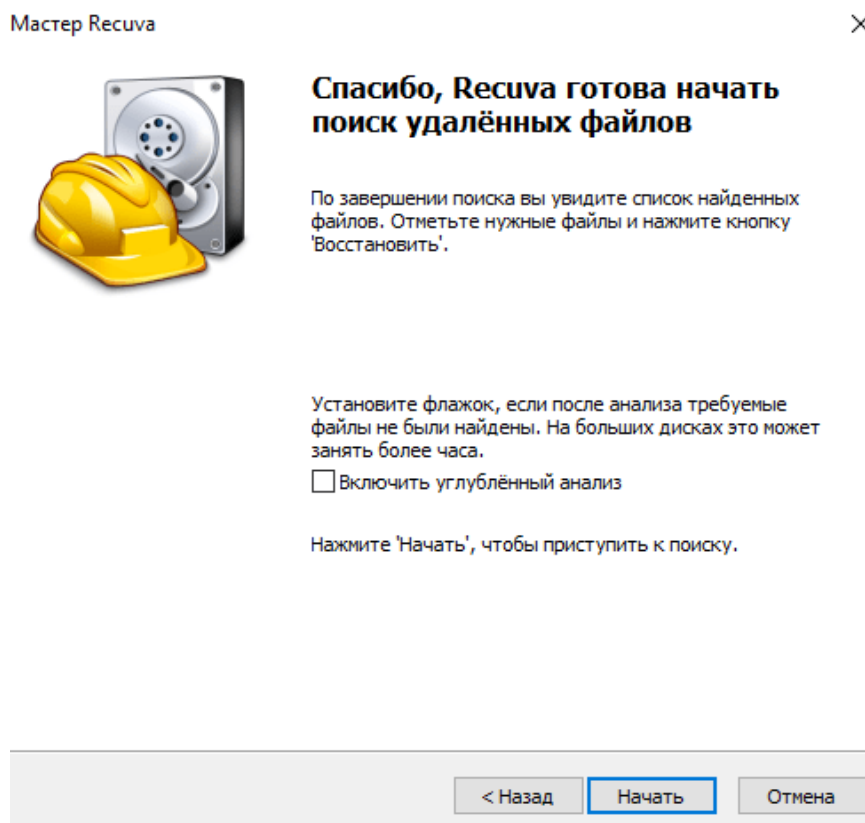 Мастер Recuva
Спасибо, Recuva готова начать
поиск удалённых файлов
По завершении поиска вы увидите список найденных
файлов. Отметьте нужные файлы и нажмите кнопку
'Восстановить'.
Установите флажок, если после анализа требуемые
файлы не были найдены. На больших дисках это может
занять более часа.
Включить углублённый анализ
Нажмите 'Начать', чтобы приступить к поиску.
< Назад
Начать
Отмена